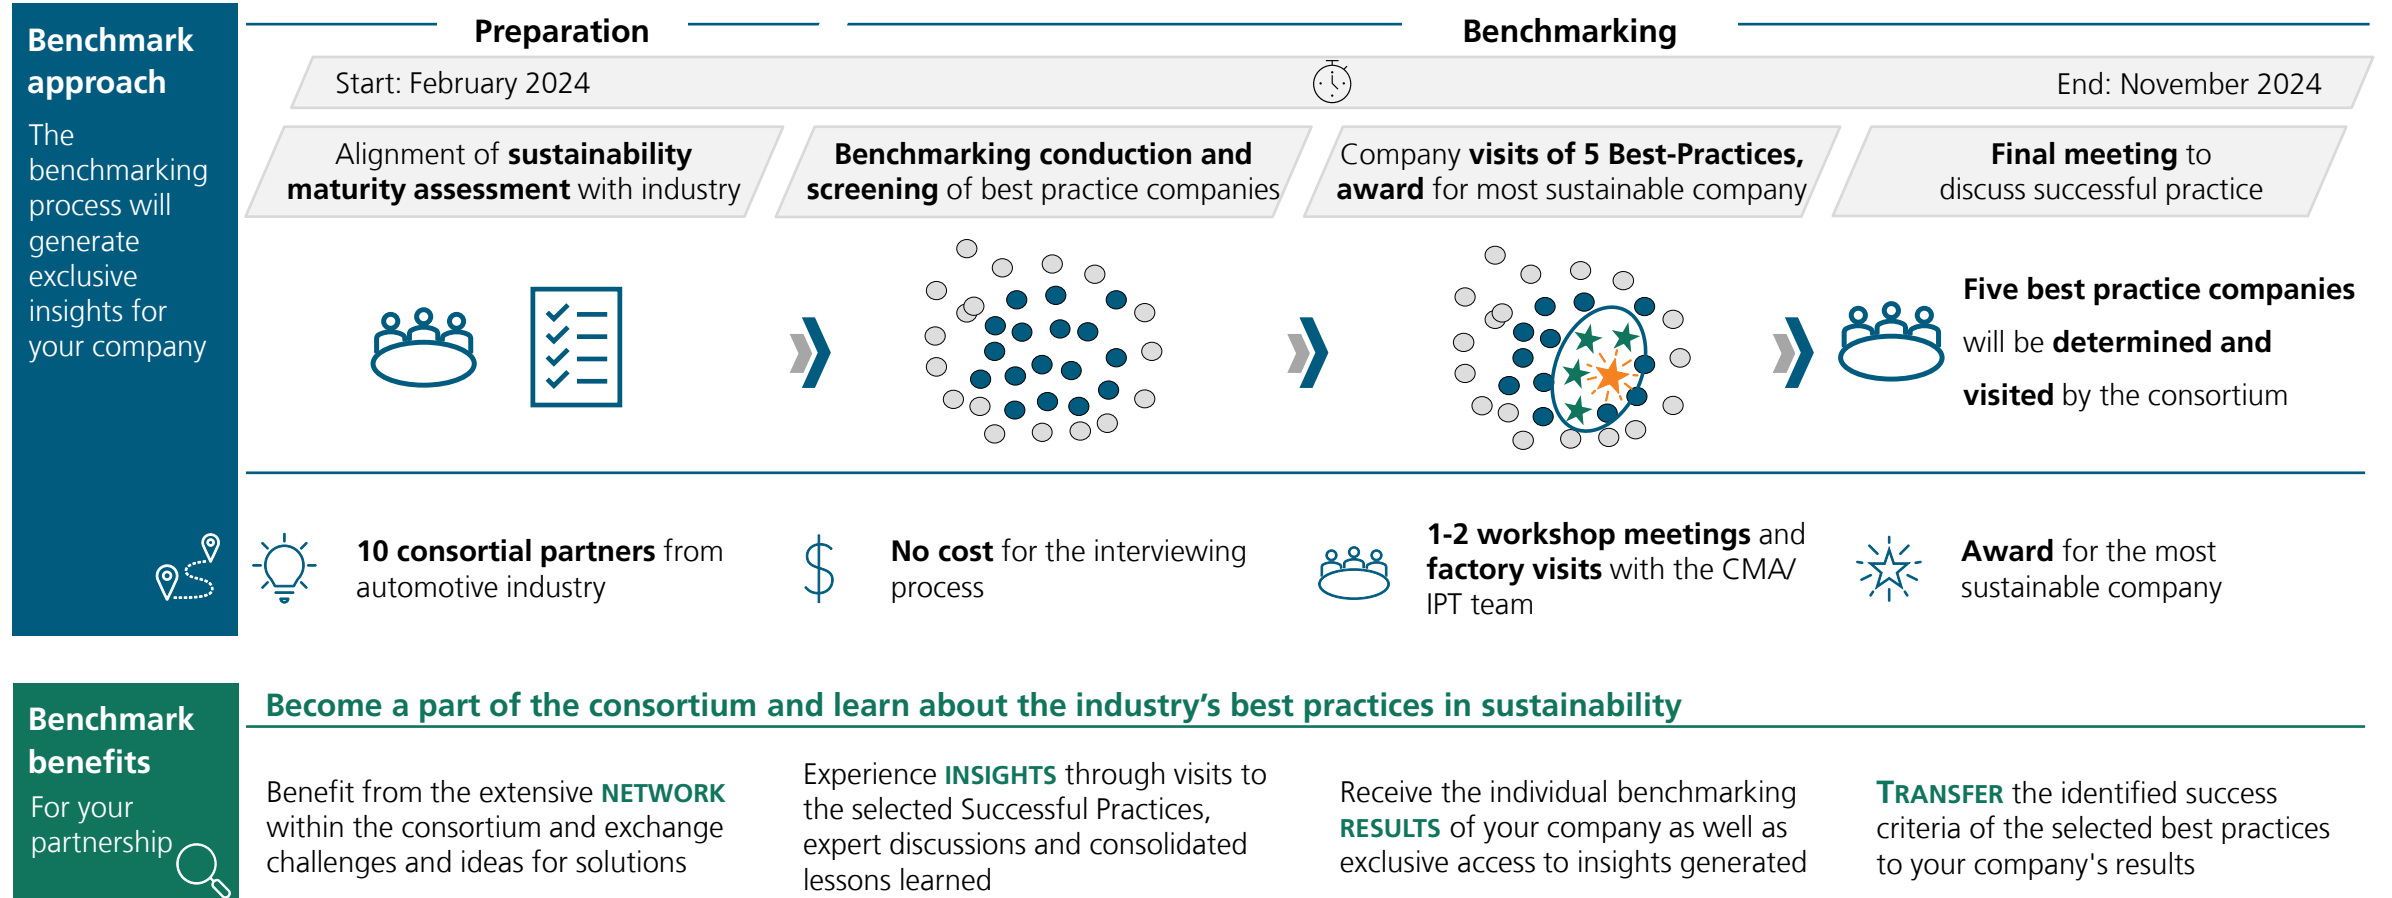 Benchmark
approach
The
benchmarking
process will
generate
exclusive
insights for
your company
Preparation
Benchmarking
Start: February 2024
End: November 2024
Alignment of sustainability
maturity assessment with industry
Benchmarking conduction and
screening of best practice companies
Company visits of 5 Best-Practices,
award for most sustainable company
Final meeting to
discuss successful practice
Five best practice companies
will be determined and
visited by the consortium
10 consortial partners from
automotive industry
No cost for the interviewing
process
1-2 workshop meetings and
factory visits with the CMA/
IPT team
Award for the most
sustainable company
Benchmark
benefits
For your
partnership
Become a part of the consortium and learn about the industry’s best practices in sustainability
Benefit from the extensive NETWORK
within the consortium and exchange
challenges and ideas for solutions
Experience INSIGHTS through visits to
the selected Successful Practices,
expert discussions and consolidated
lessons learned
Receive the individual benchmarking
RESULTS of your company as well as
exclusive access to insights generated
TRANSFER the identified success
criteria of the selected best practices
to your company's results